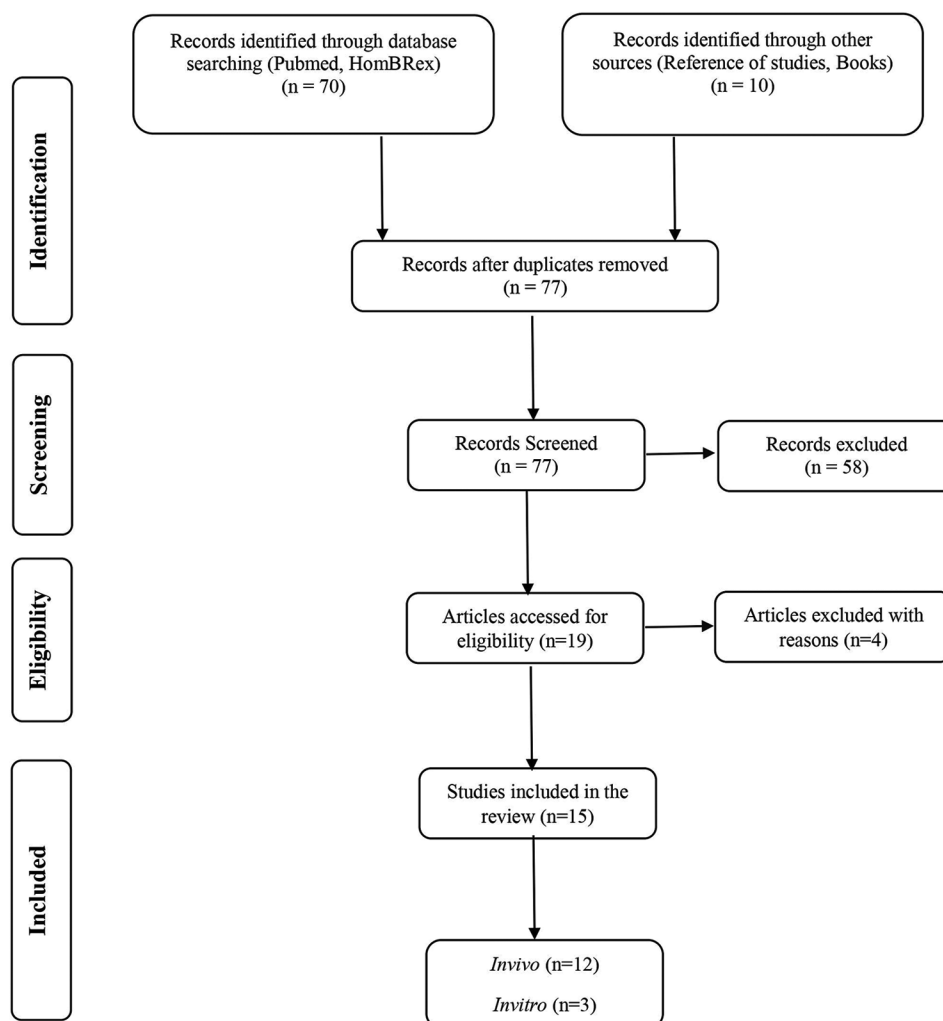 Records identified through database
searching (Pubmed, HomBRex)
(n = 70)
Records identified through other
sources (Reference of studies, Books)
(n = 10)
Identification
Records after duplicates removed
(n = 77)
Screening
Records Screened
(n = 77)
Records excluded
(n = 58)
Eligibility
Articles accessed for
eligibility (n=19)
Articles excluded with
reasons (n=4)
Included
Studies included in the
review (n=15)
Invivo (n=12)
Invitro (n=3)